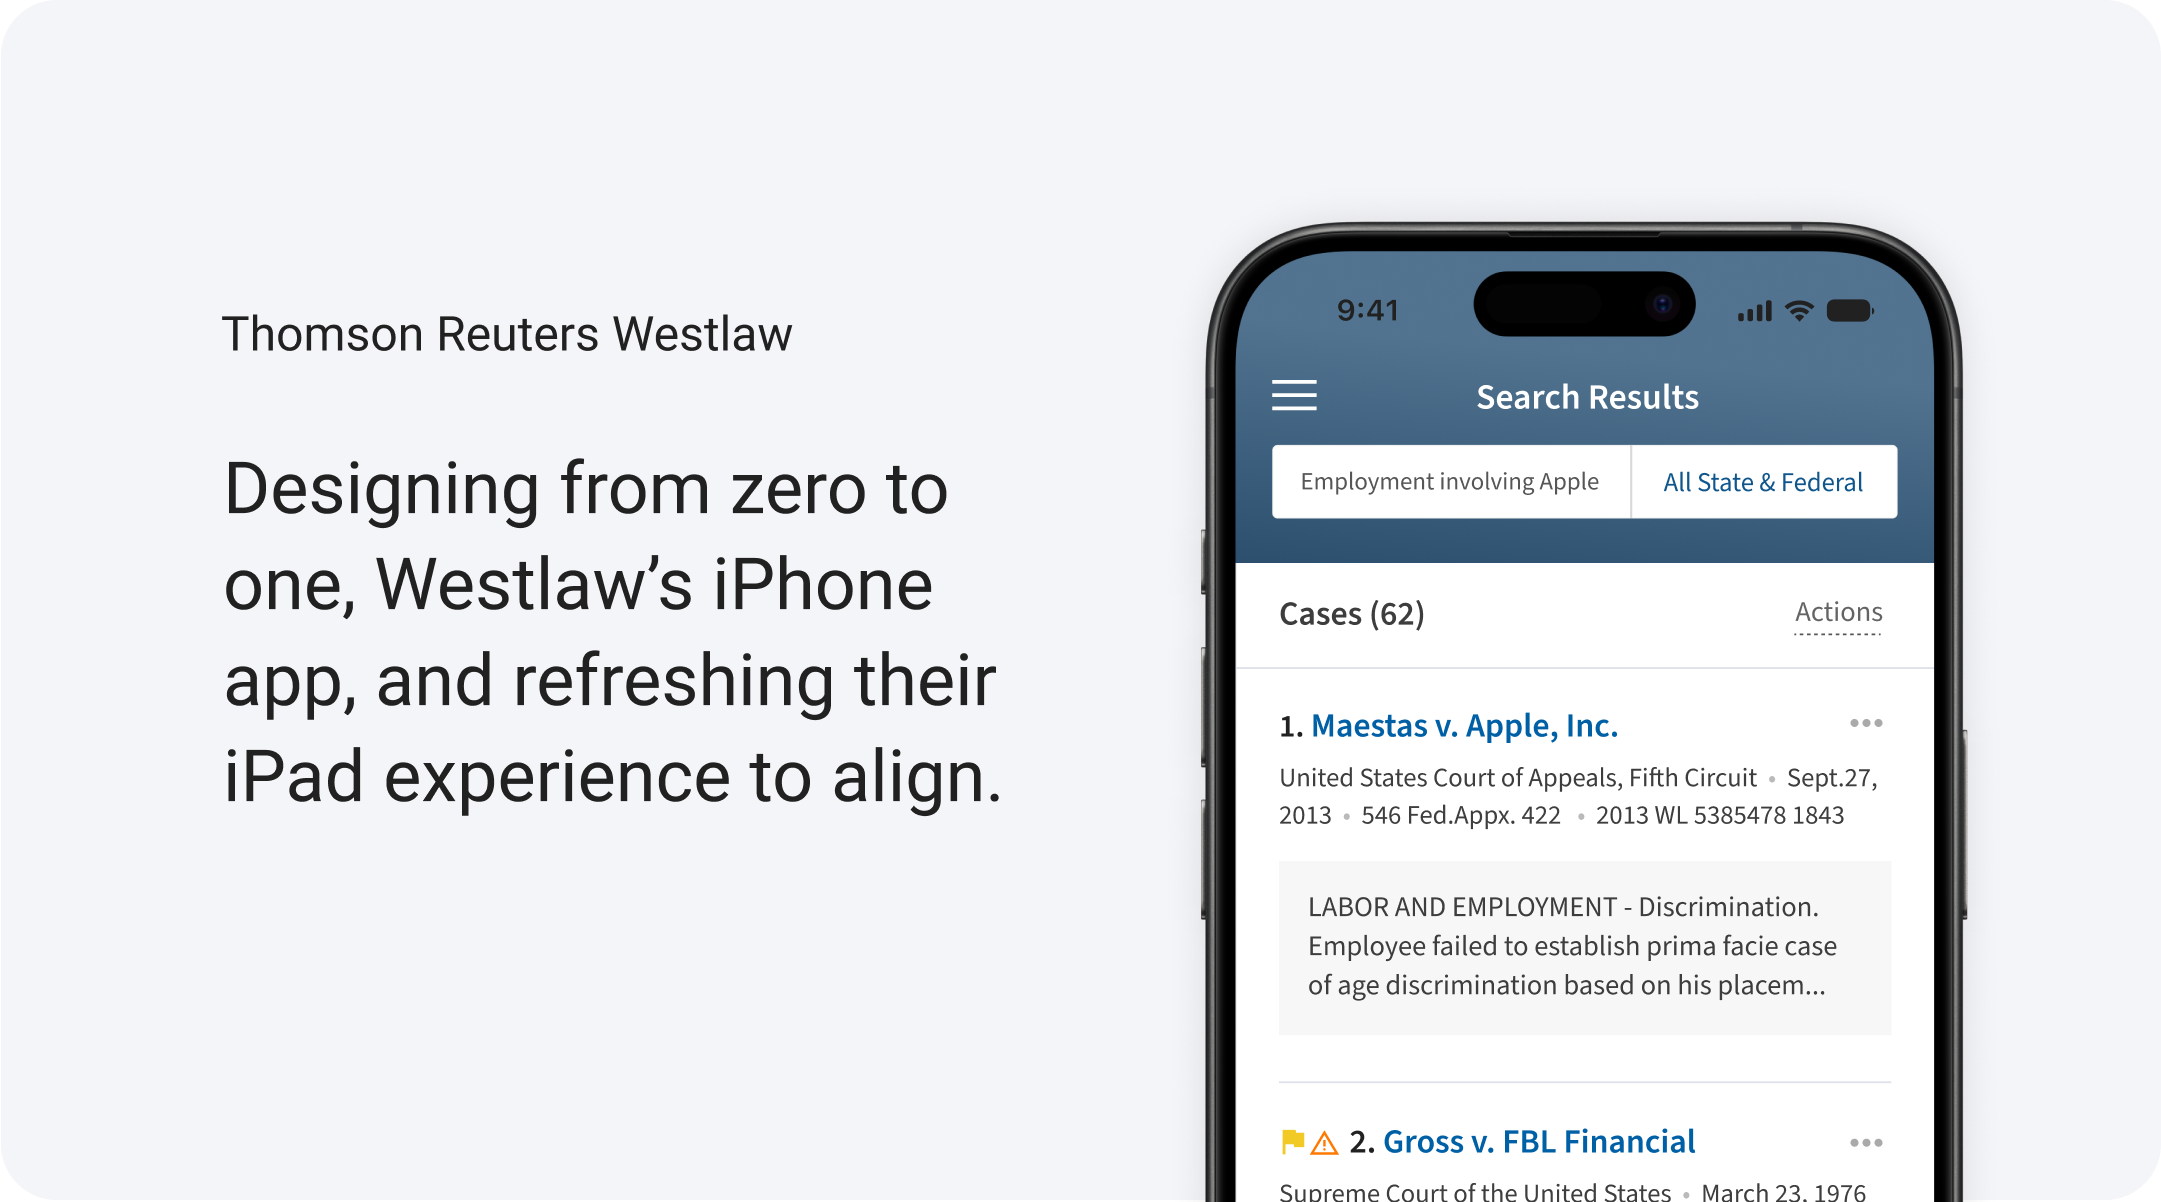 Thomson Reuters Westlaw
Designing from zero to
one, Westlaw’s iPhone
app, and refreshing their
iPad experience to align.
9:41
Search Results
Employment involving Apple
All State & Federal
Cases (62)
Actions
1. Maestas v. Apple, Inc.
United States Court of Appeals, Fifth Circuit • Sept.27,
2013 • 546 Fed.Appx. 422 • 2013 WL 5385478 1843
LABOR AND EMPLOYMENT - Discrimination.
Employee failed to establish prima facie case
of age discrimination based on his placem...
2. Gross v. FBL Financial
Supreme Court of the United States • March 23, 1976